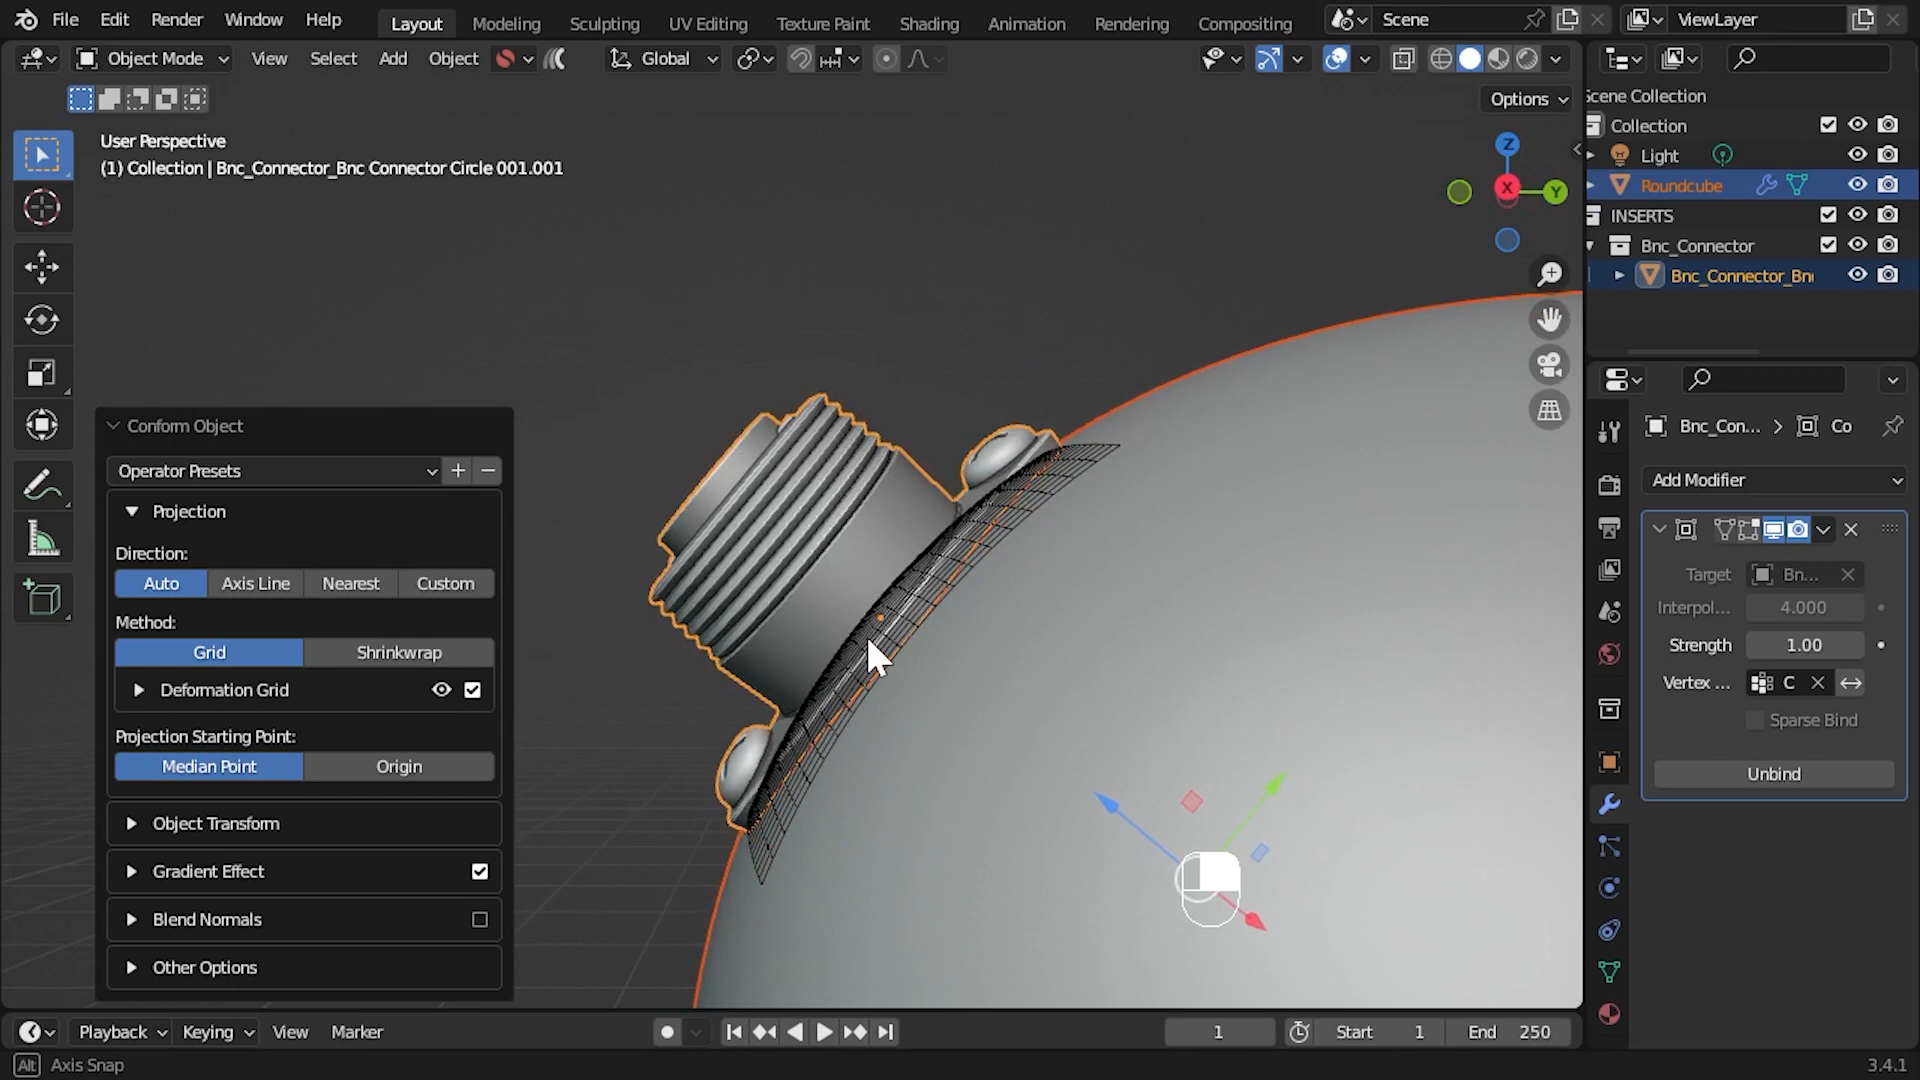 File Edit Render Window Help Layout Modeling Sculpting UV Editing Texture Paint Shading Animation Rendering Compositing Scene ViewLayer
Object Mode View Select Add Object Global
Options
User Perspective
(1) Collection | Bnc_Connector_Bnc Connector Circle 001.001
Z
X
Y
Scene Collection
Collection
Light
Roundcube
INSERTS
Bnc_Connector
Bnc_Connector_Bn
Conform Object
Operator Presets
Projection
Direction:
Auto Axis Line Nearest Custom
Method:
Grid Shrinkwrap
Deformation Grid
Projection Starting Point:
Median Point Origin
Object Transform
Gradient Effect
Blend Normals
Other Options
Bnc_Con... > Co
Add Modifier
Target Bn...
Interpol... 4.000
Strength 1.00
Vertex ... C
Sparse Bind
Unbind
Playback Keying View Marker 1 Start 1 End 250
Alt Axis Snap 3.4.1